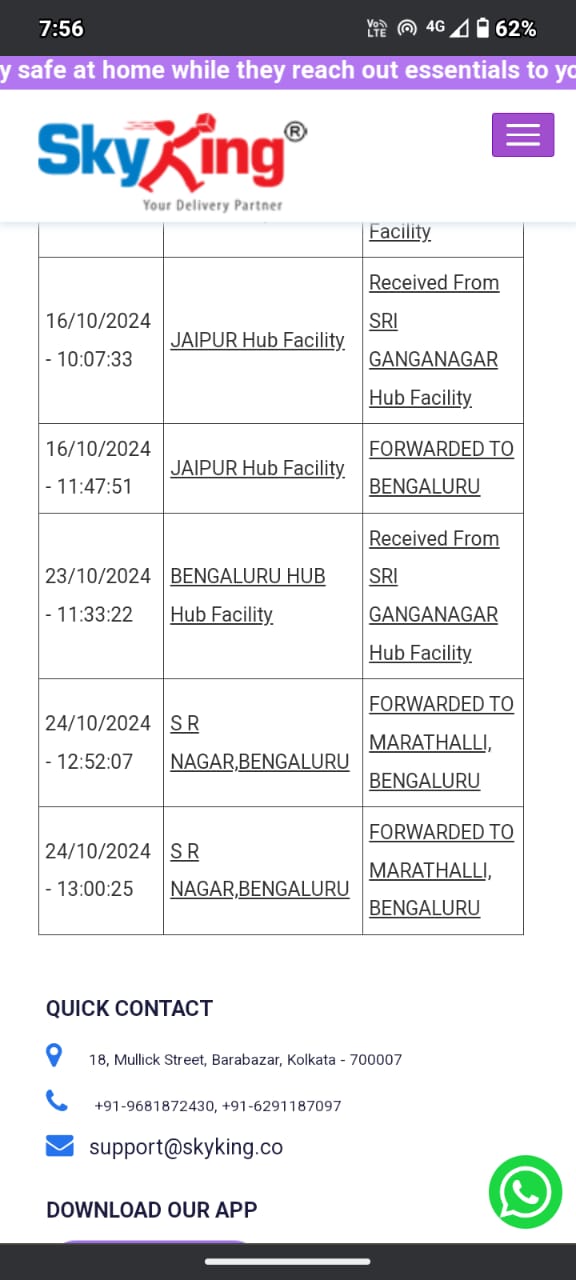 7:56
Vo)) LTE 4G 62%
y safe at home while they reach out essentials to yo
SkyKing®
Your Delivery Partner
Facility
16/10/2024 - 10:07:33
JAIPUR Hub Facility
Received From SRI GANGANAGAR Hub Facility
16/10/2024 - 11:47:51
JAIPUR Hub Facility
FORWARDED TO BENGALURU
23/10/2024 - 11:33:22
BENGALURU HUB Hub Facility
Received From SRI GANGANAGAR Hub Facility
24/10/2024 - 12:52:07
S R NAGAR,BENGALURU
FORWARDED TO MARATHALLI, BENGALURU
24/10/2024 - 13:00:25
S R NAGAR,BENGALURU
FORWARDED TO MARATHALLI, BENGALURU
QUICK CONTACT
18, Mullick Street, Barabazar, Kolkata - 700007
+91-9681872430, +91-6291187097
support@skyking.co
DOWNLOAD OUR APP